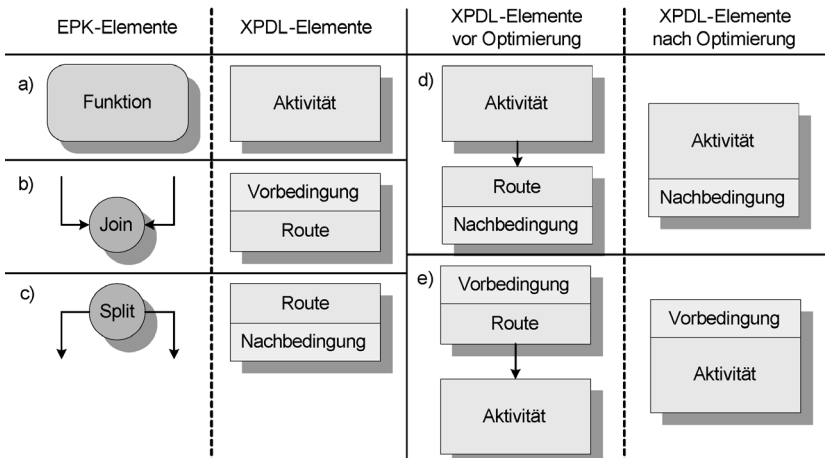 EPK-Elemente
XPDL-Elemente
XPDL-Elemente
vor Optimierung
XPDL-Elemente
nach Optimierung
a)
Funktion
Aktivität
b)
Join
Vorbedingung
Route
c)
Split
Route
Nachbedingung
d)
Aktivität
Route
Nachbedingung
Aktivität
Nachbedingung
e)
Vorbedingung
Route
Aktivität
Vorbedingung
Aktivität